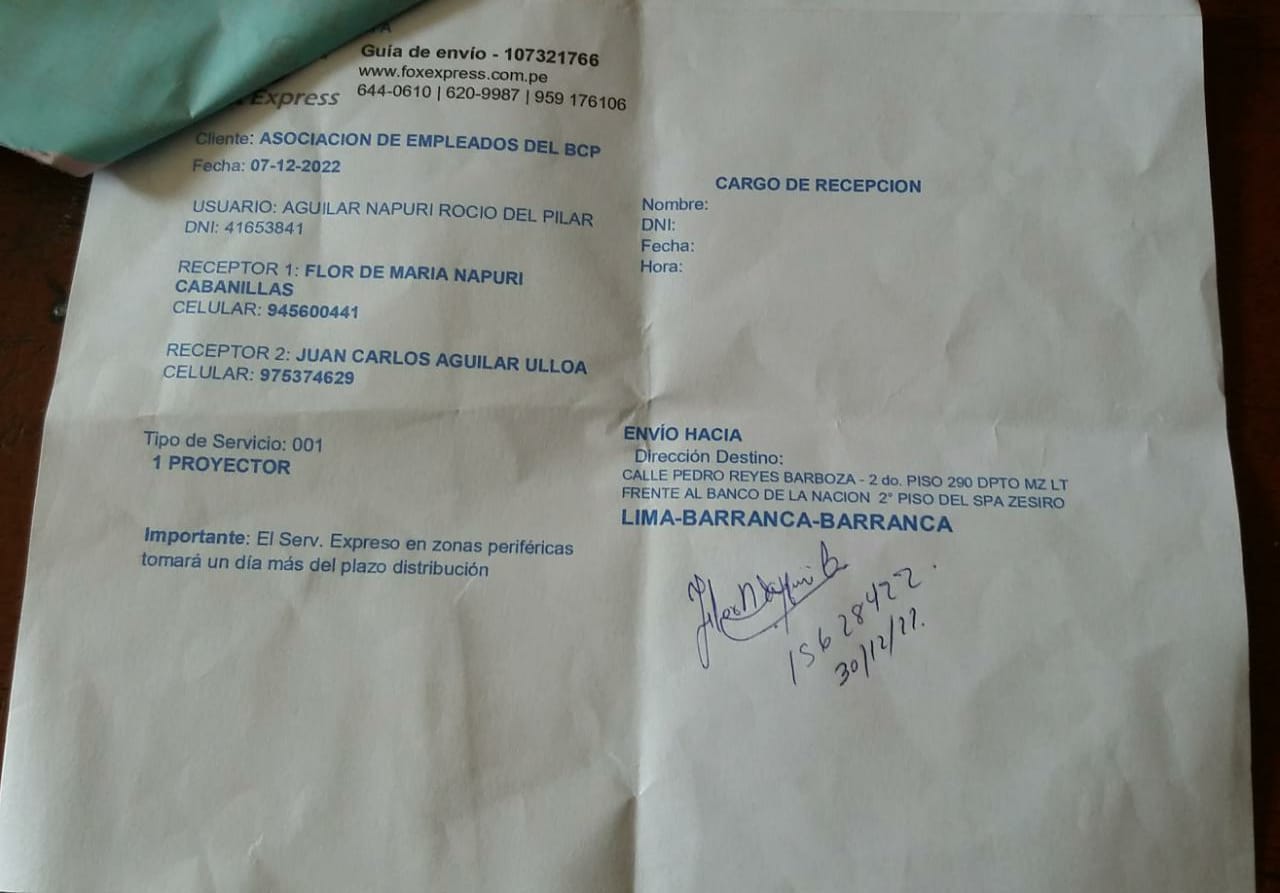 Guía de envío - 107321766
www.foxexpress.com.pe
Express
644-0610 | 620-9987 | 959 176106
Cliente: ASOCIACION DE EMPLEADOS DEL BCP
Fecha: 07-12-2022
USUARIO: AGUILAR NAPURI ROCIO DEL PILAR
DNI: 41653841
RECEPTOR 1: FLOR DE MARIA NAPURI
CABANILLAS
CELULAR: 945600441
RECEPTOR 2: JUAN CARLOS AGUILAR ULLOA
CELULAR: 975374629
Tipo de Servicio: 001
1 PROYECTOR
Importante: El Serv. Expreso en zonas periféricas
tomará un día más del plazo distribución
CARGO DE RECEPCION
Nombre:
DNI:
Fecha:
Hora:
ENVÍO HACIA
Dirección Destino:
CALLE PEDRO REYES BARBOZA - 2 do. PISO 290 DPTO MZ LT
FRENTE AL BANCO DE LA NACION 2° PISO DEL SPA ZESIRO
LIMA-BARRANCA-BARRANCA
15628422
30/12/22.